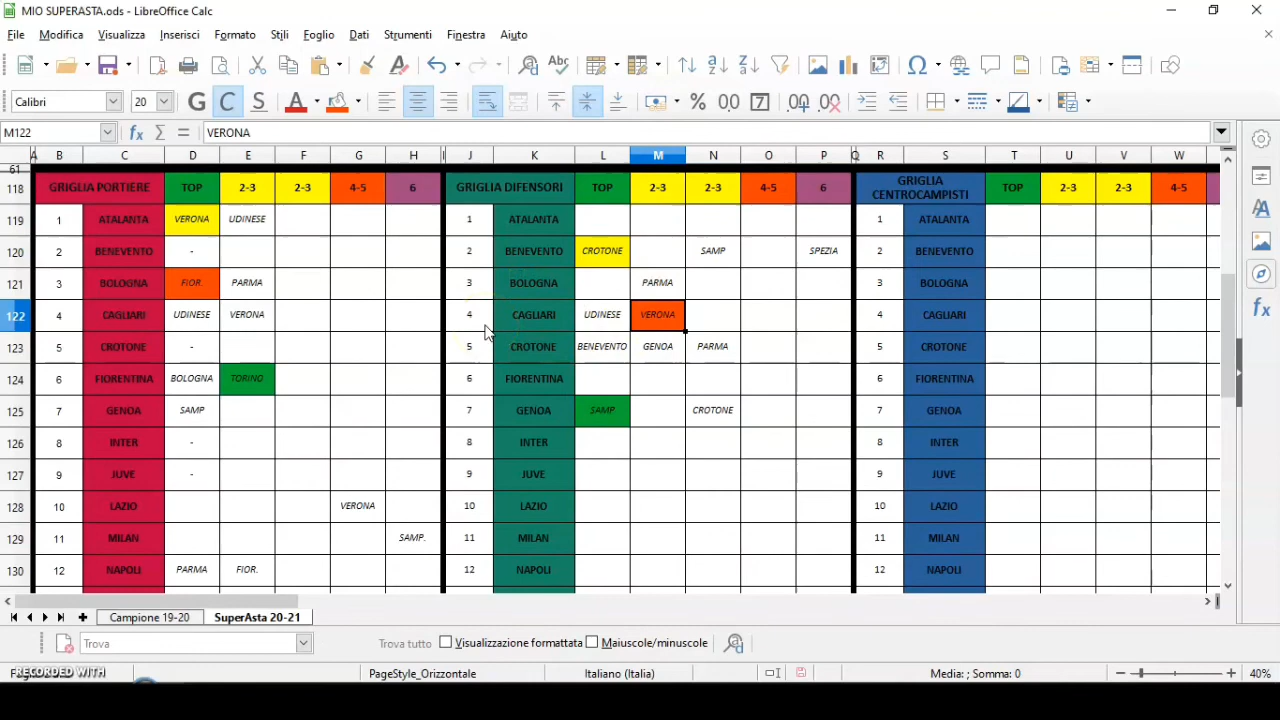 MIO SUPERASTA.ods - LibreOffice Calc
File Modifica Visualizza Inserisci Formato Stili Foglio Dati Strumenti Finestra Aiuto
Calibri 20 G C S
M122 VERONA
A B C D E F G H I J K L M N O P Q R S T U V W
61
118 GRIGLIA PORTIERE TOP 2-3 2-3 4-5 6 GRIGLIA DIFENSORI TOP 2-3 2-3 4-5 6 GRIGLIA CENTROCAMPISTI TOP 2-3 2-3 4-5
119 1 ATALANTA VERONA UDINESE 1 ATALANTA 1 ATALANTA
120 2 BENEVENTO - 2 BENEVENTO CROTONE SAMP SPEZIA 2 BENEVENTO
121 3 BOLOGNA FIOR. PARMA 3 BOLOGNA PARMA 3 BOLOGNA
122 4 CAGLIARI UDINESE VERONA 4 CAGLIARI UDINESE VERONA 4 CAGLIARI
123 5 CROTONE - 5 CROTONE BENEVENTO GENOA PARMA 5 CROTONE
124 6 FIORENTINA BOLOGNA TORINO 6 FIORENTINA 6 FIORENTINA
125 7 GENOA SAMP 7 GENOA SAMP CROTONE 7 GENOA
126 8 INTER - 8 INTER 8 INTER
127 9 JUVE - 9 JUVE 9 JUVE
128 10 LAZIO VERONA 10 LAZIO 10 LAZIO
129 11 MILAN SAMP. 11 MILAN 11 MILAN
130 12 NAPOLI PARMA FIOR. 12 NAPOLI 12 NAPOLI
Campione 19-20 SuperAsta 20-21
Trova Trova tutto Visualizzazione formattata Maiuscole/minuscole
RECORDED WITH PageStyle_Orizzontale Italiano (Italia) Media: ; Somma: 0 40%